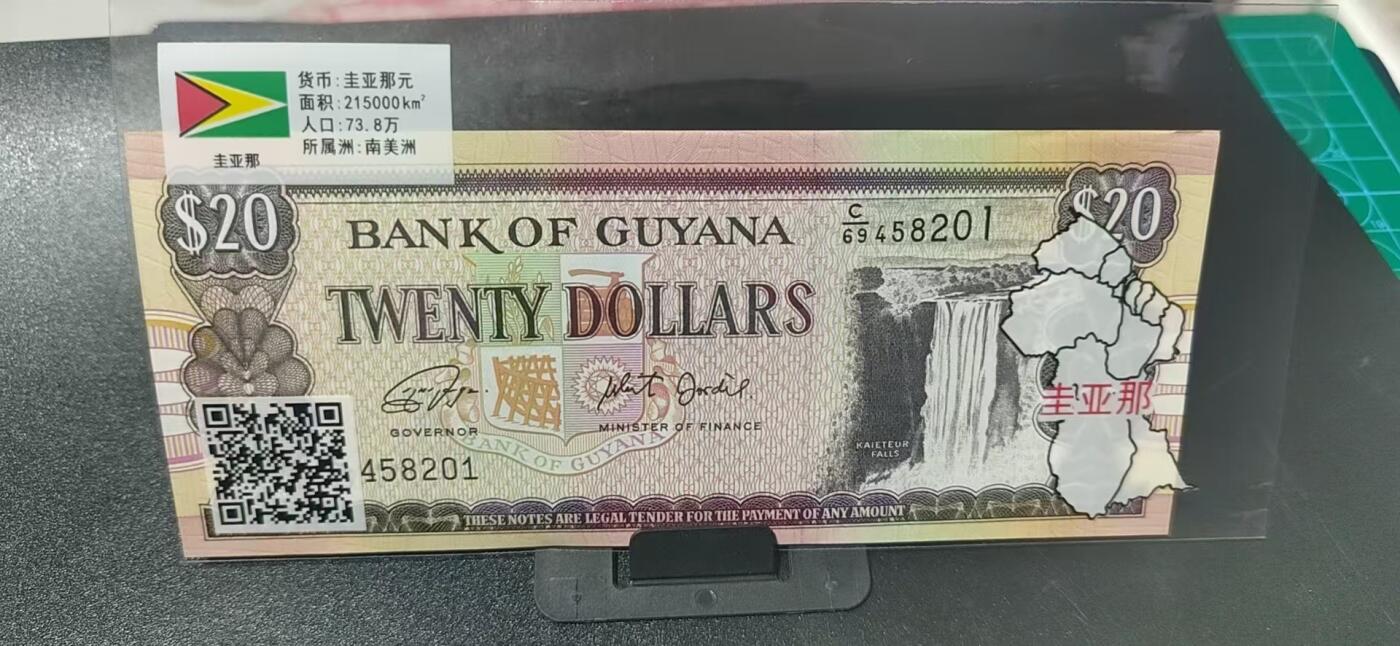 货币:圭亚那元
面积:215000km²
人口:73.8万
所属洲:南美洲
圭亚那
$20
$20
BANK OF GUYANA
C/69 458201
TWENTY DOLLARS
圭亚那
GOVERNOR
MINISTER OF FINANCE
BANK OF GUYANA
KAIETEUR
FALLS
458201
THESE NOTES ARE LEGAL TENDER FOR THE PAYMENT OF ANY AMOUNT